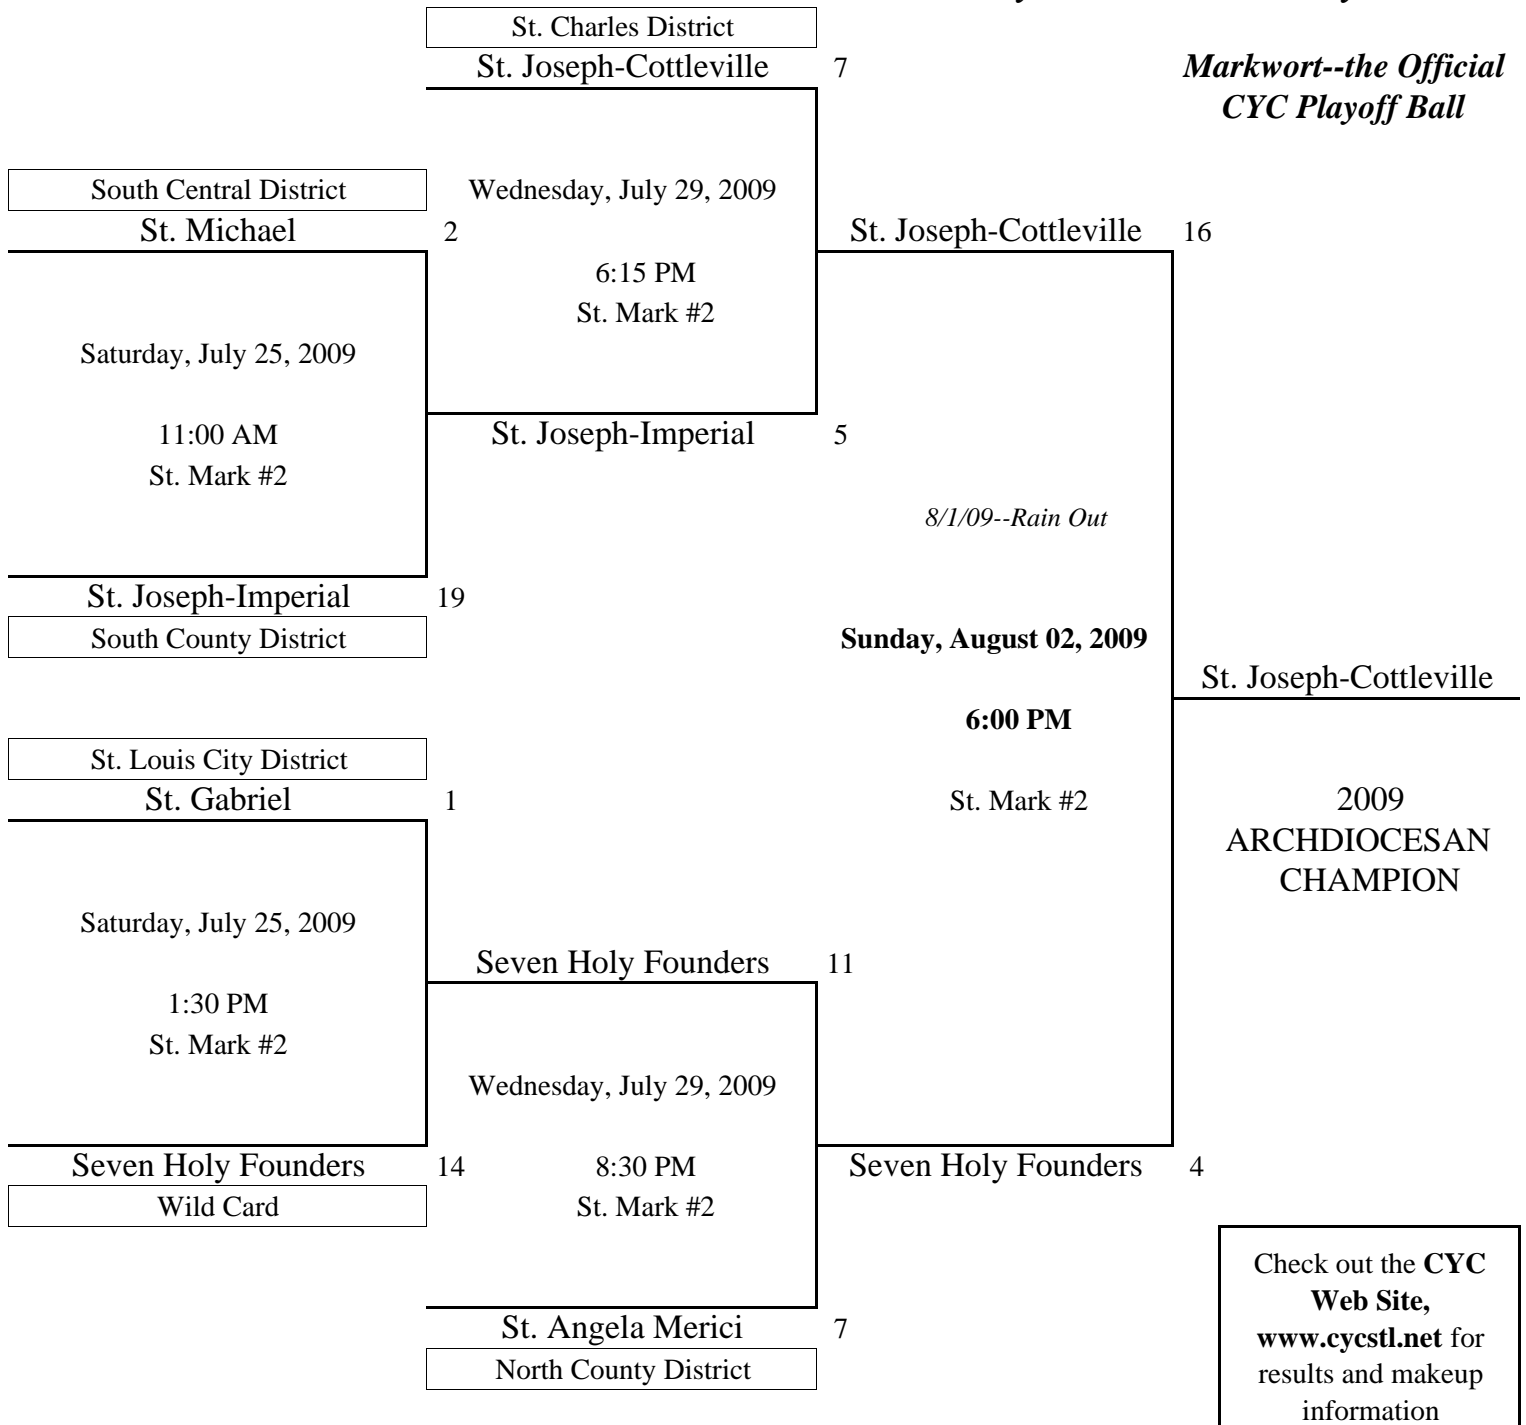 St. Charles District
St. Joseph-Cottleville 7
Markwort--the Official
CYC Playoff Ball
South Central District
St. Michael 2
Wednesday, July 29, 2009
6:15 PM
St. Mark #2
St. Joseph-Cottleville 16
Saturday, July 25, 2009
11:00 AM
St. Mark #2
St. Joseph-Imperial 5
8/1/09--Rain Out
St. Joseph-Imperial 19
South County District
Sunday, August 02, 2009
6:00 PM
St. Mark #2
St. Joseph-Cottleville
2009
ARCHDIOCESAN
CHAMPION
St. Louis City District
St. Gabriel 1
Saturday, July 25, 2009
1:30 PM
St. Mark #2
Seven Holy Founders 11
Wednesday, July 29, 2009
8:30 PM
St. Mark #2
Seven Holy Founders 14
Wild Card
Seven Holy Founders 4
St. Angela Merici 7
North County District
Check out the CYC
Web Site,
www.cycstl.net for
results and makeup
information